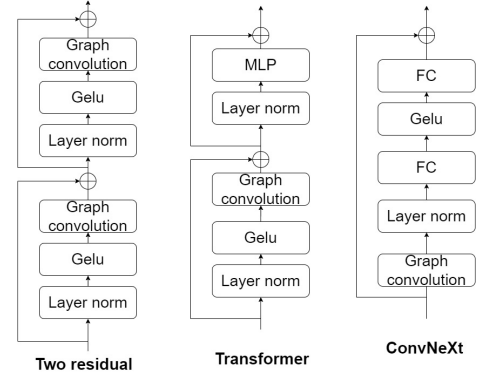 Graph
convolution
Gelu
Layer norm
Graph
convolution
Gelu
Layer norm
Two residual
MLP
Layer norm
Graph
convolution
Gelu
Layer norm
Transformer
FC
Gelu
FC
Layer norm
Graph
convolution
ConvNeXt